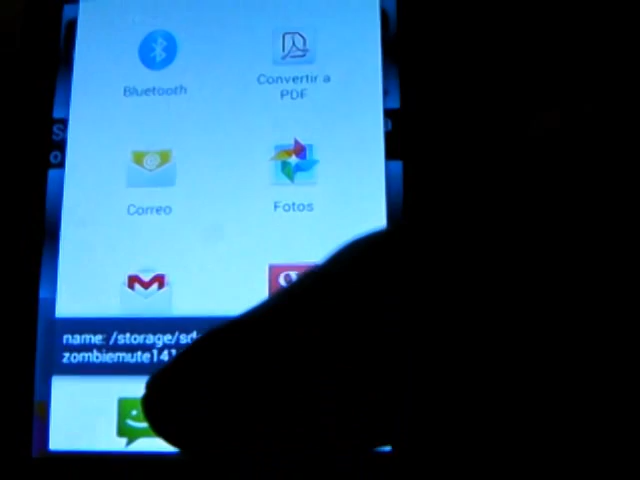 Bluetooth
Convertir a
PDF
Correo
Fotos
name: /storage/sd
zombiemute141